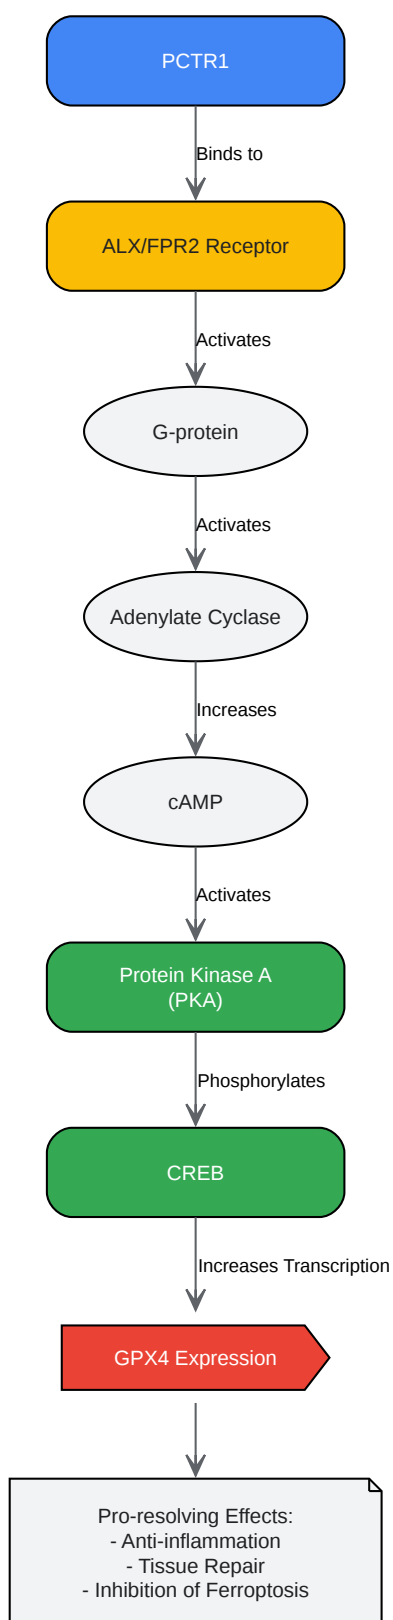 PCTR1
Binds to
ALX/FPR2 Receptor
Activates
G-protein
Activates
Adenylate Cyclase
Increases
cAMP
Activates
Protein Kinase A
(PKA)
Phosphorylates
CREB
Increases Transcription
GPX4 Expression
Pro-resolving Effects:
- Anti-inflammation
- Tissue Repair
- Inhibition of Ferroptosis